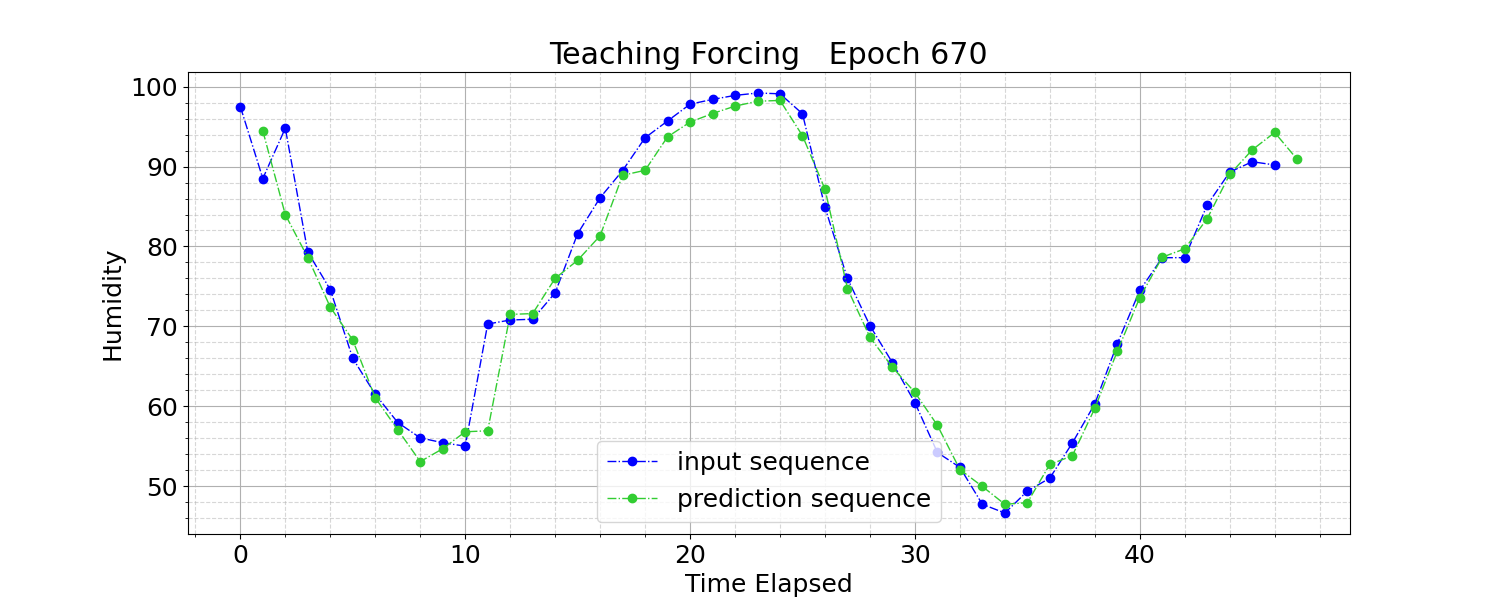 Teaching Forcing   Epoch 670
100
90
80
70
60
50
Humidity
input sequence
prediction sequence
0 10 20 30 40
Time Elapsed